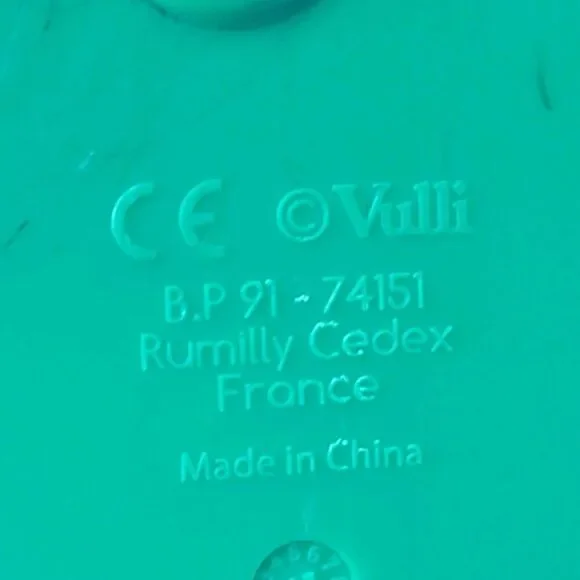 CE ©Vulli
B.P 91 - 74151
Rumilly Cedex
France
Made in China